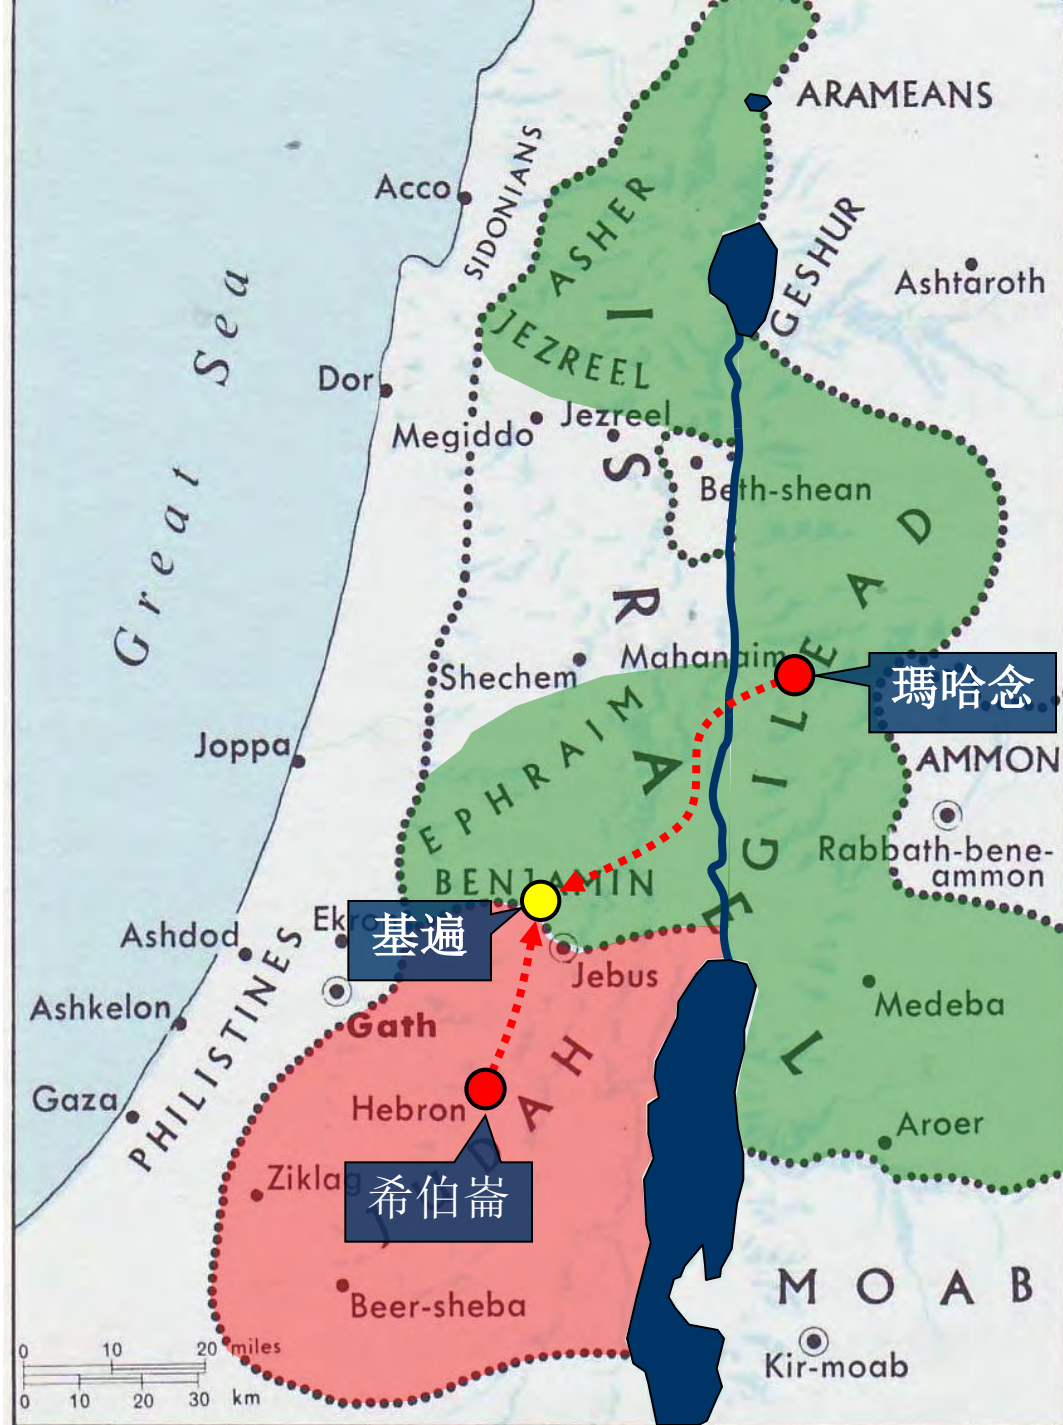 ARAMEANS
Acco
SIDONIANS
ASHER
GESHUR
Ashtaroth
Great Sea
JEZREEL
Dor
Jezreel
Megiddo
Beth-shean
ISRAEL
GILEAD
Mahanaim
Shechem
瑪哈念
EPHRAIM
Joppa
AMMON
Rabbath-bene-
ammon
BENJAMIN
基遍
Ekro
Ashdod
Jebus
Medeba
Ashkelon
PHILISTINES
Gath
Gaza
Hebron
JUDAH
Aroer
Ziklag
希伯崙
MOAB
Beer-sheba
Kir-moab
0 10 20 miles
0 10 20 30 km